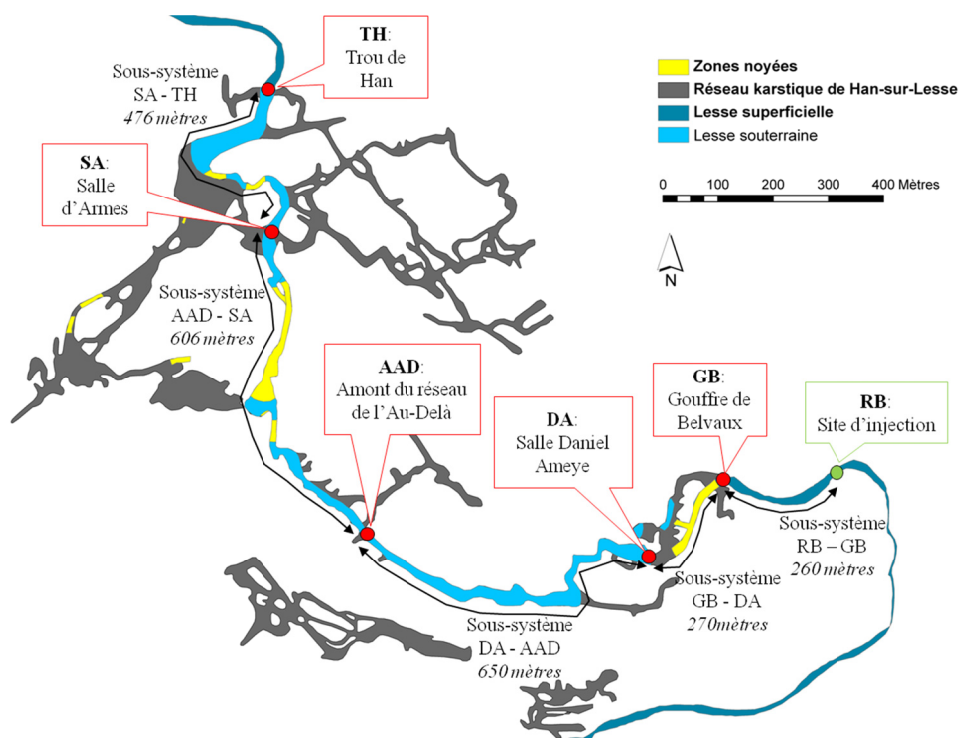 TH:
Trou de
Han
Sous-système
SA - TH
476 mètres
SA:
Salle
d'Armes
Zones noyées
Réseau karstique de Han-sur-Lesse
Lesse superficielle
Lesse souterraine
0 100 200 300 400 Mètres
N
Sous-système
AAD - SA
606 mètres
AAD:
Amont du réseau
de l'Au-Delà
DA:
Salle Daniel
Ameye
GB:
Gouffre de
Belvaux
RB:
Site d'injection
Sous-système
RB – GB
260 mètres
Sous-système
GB - DA
270mètres
Sous-système
DA - AAD
650 mètres